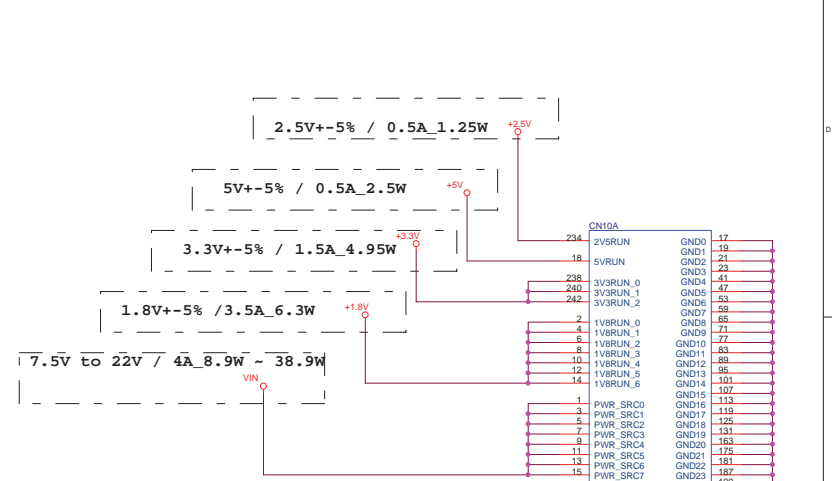 2.5V+-5% / 0.5A_1.25W
+2.5V
D
5V+-5% / 0.5A_2.5W
+5V
3.3V+-5% / 1.5A_4.95W
+3.3V
1.8V+-5% /3.5A_6.3W
+1.8V
7.5V to 22V / 4A_8.9W ~ 38.9W
VIN
CN10A
234 2V5RUN GND0 17
GND1 19
18 5VRUN GND2 21
GND3 23
238 3V3RUN_0 GND4 41
240 3V3RUN_1 GND5 47
242 3V3RUN_2 GND6 53
GND7 59
2 1V8RUN_0 GND8 65
4 1V8RUN_1 GND9 71
6 1V8RUN_2 GND10 77
8 1V8RUN_3 GND11 83
10 1V8RUN_4 GND12 89
12 1V8RUN_5 GND13 95
14 1V8RUN_6 GND14 101
GND15 107
1 PWR_SRC0 GND16 113
3 PWR_SRC1 GND17 119
5 PWR_SRC2 GND18 125
7 PWR_SRC3 GND19 131
9 PWR_SRC4 GND20 163
11 PWR_SRC5 GND21 175
13 PWR_SRC6 GND22 181
15 PWR_SRC7 GND23 187